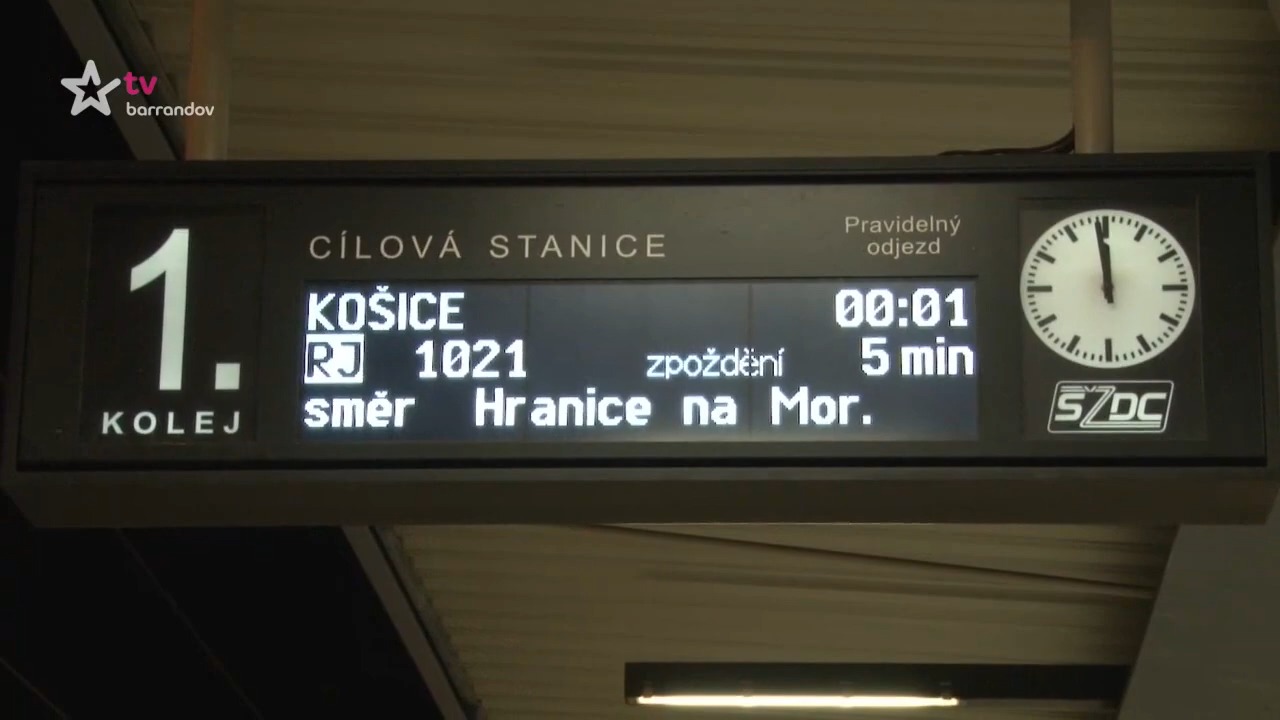 tv
barrandov
1.
KOLEJ
CÍLOVÁ STANICE
Pravidelný
odjezd
KOŠICE 00:01
RJ 1021 zpoždění 5 min
směr Hranice na Mor.
SŽDC